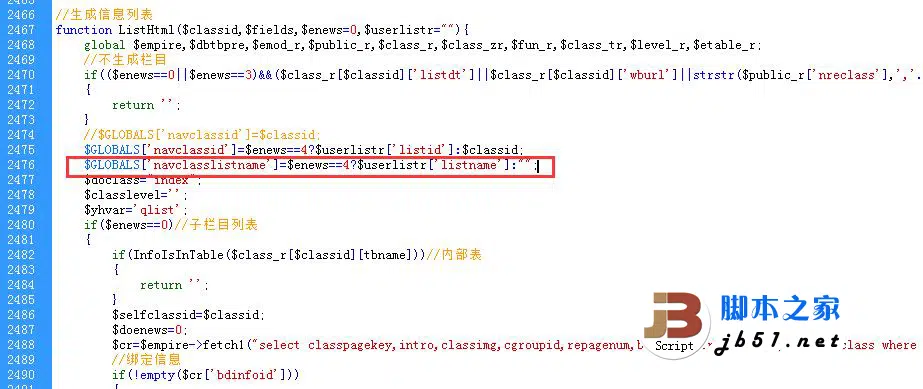 2466 //生成信息列表
2467 function ListHtml($classid,$fields,$enews=0,$userlistr=""){
2468 global $empire,$dbtbpre,$emod_r,$public_r,$class_r,$class_zr,$fun_r,$class_tr,$level_r,$etable_r;
2469 //不生成栏目
2470 if(($enews==0||$enews==3)&&($class_r[$classid]['listdt']||$class_r[$classid]['wburl']||strstr($public_r['nreclass'],','.
2471 {
2472 return '';
2473 }
2474 //$GLOBALS['navclassid']=$classid;
2475 $GLOBALS['navclassid']=$enews==4?$userlistr['listid']:$classid;
2476 $GLOBALS['navclasslistname']=$enews==4?$userlistr['listname']:"";
2477 $doclass="index";
2478 $classlevel='';
2479 $yhvar='qlist';
2480 if($enews==0)//子栏目列表
2481 {
2482 if(InfoIsInTable($class_r[$classid][tbname]))//内部表
2483 {
2484 return '';
2485 }
2486 $selfclassid=$classid;
2487 $doenews=0;
2488 $cr=$empire->fetch1("select classpagekey,intro,classimg,cgroupid,repagenum,b class where
2489 //绑定信息
2490 if(!empty($cr['bdinfoid']))
JB
Script
脚本之家
jb51.net